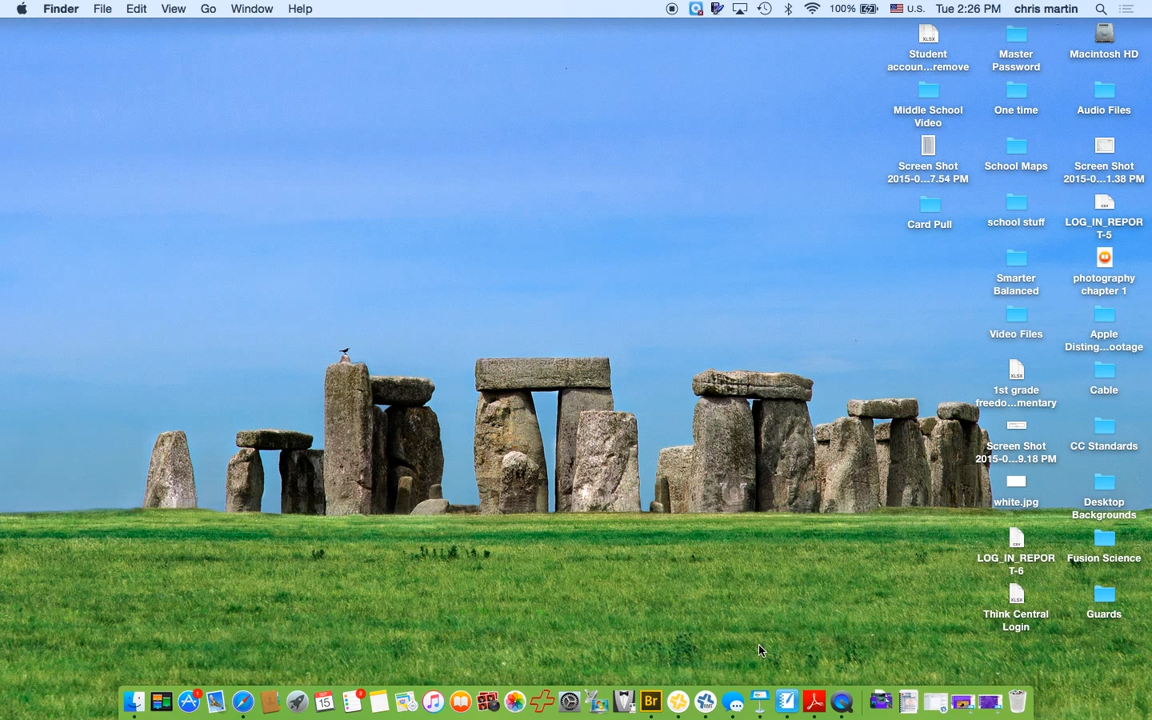 Finder File Edit View Go Window Help 100% U.S. Tue 2:26 PM chris martin
Student
accoun...remove
Master
Password
Macintosh HD
Middle School
Video
One time
Audio Files
Screen Shot
2015-0...7.54 PM
School Maps
Screen Shot
2015-0...1.38 PM
Card Pull
school stuff
LOG_IN_REPOR
T-5
Smarter
Balanced
photography
chapter 1
Video Files
Apple
Disting...ootage
XLSX
1st grade
freedo...mentary
Cable
Screen Shot
2015-0...9.18 PM
CC Standards
white.jpg
Desktop
Backgrounds
LOG_IN_REPOR
T-6
Fusion Science
XLSX
Think Central
Login
Guards
15
Br